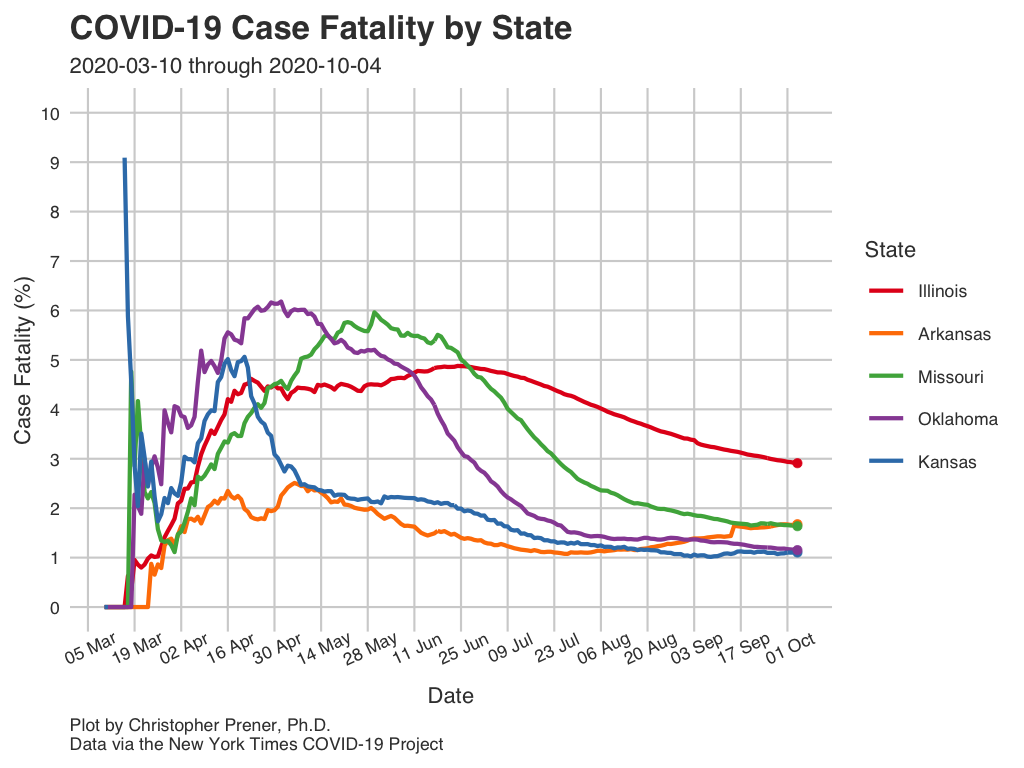 COVID-19 Case Fatality by State
2020-03-10 through 2020-10-04
Case Fatality (%)
10
9
8
7
6
5
4
3
2
1
0
05 Mar
19 Mar
02 Apr
16 Apr
30 Apr
14 May
28 May
11 Jun
25 Jun
09 Jul
23 Jul
06 Aug
20 Aug
03 Sep
17 Sep
01 Oct
Date
State
Illinois
Arkansas
Missouri
Oklahoma
Kansas
Plot by Christopher Prener, Ph.D.
Data via the New York Times COVID-19 Project